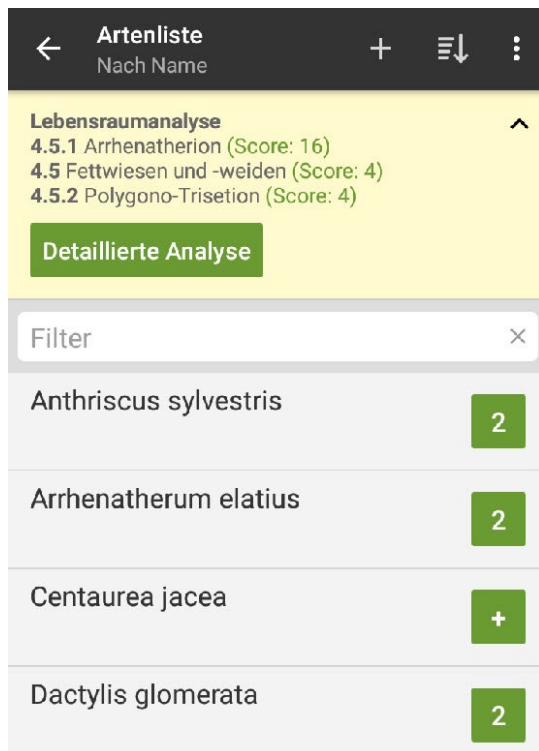 Artenliste
Nach Name
Lebensraumanalyse
4.5.1 Arrhenatherion (Score: 16)
4.5 Fettwiesen und -weiden (Score: 4)
4.5.2 Polygono-Trisetion (Score: 4)
Detaillierte Analyse
Filter
Anthriscus sylvestris
2
Arrhenatherum elatius
2
Centaurea jacea
+
Dactylis glomerata
2